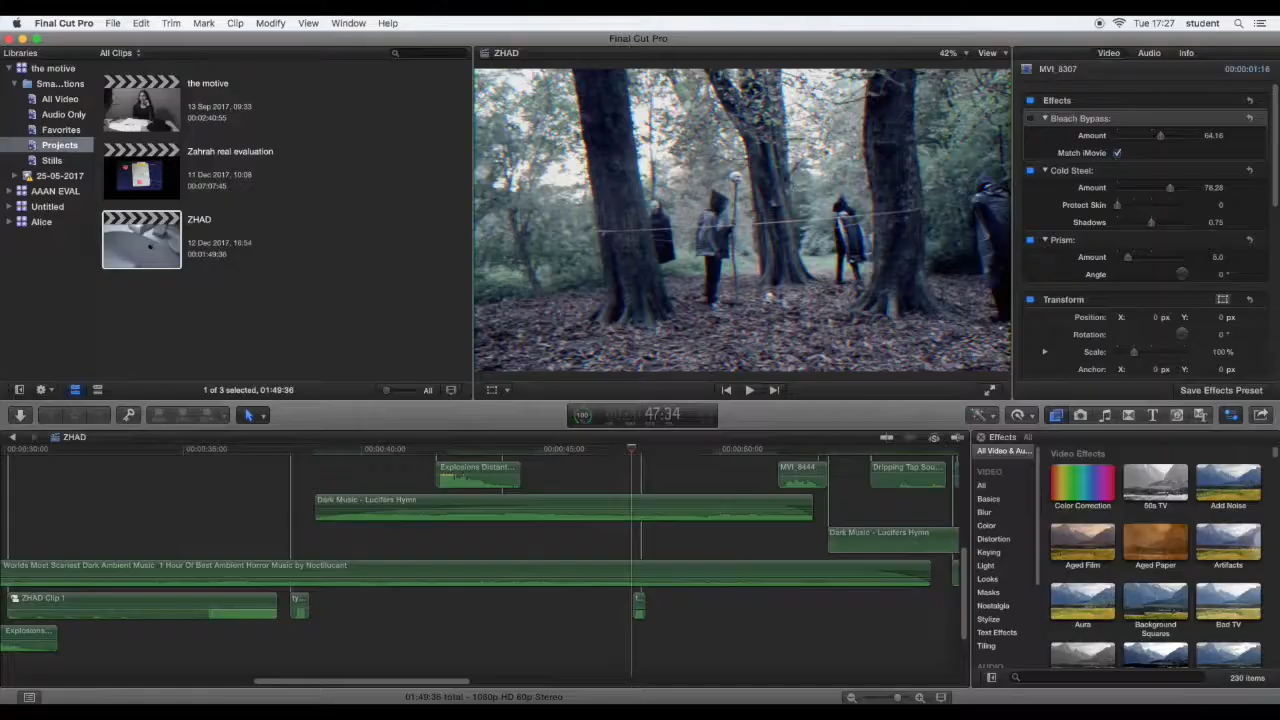 Final Cut Pro File Edit Trim Mark Clip Modify View Window Help Tue 17:27 student
Final Cut Pro
Libraries All Clips
the motive
Sma...tions
All Video
Audio Only
Favorites
Projects
Stills
25-05-2017
AAAN EVAL
Untitled
Alice
the motive
13 Sep 2017, 09:33
00:02:40:55
Zahrah real evaluation
11 Dec 2017, 10:08
00:07:07:45
ZHAD
12 Dec 2017, 16:54
00:01:49:36
1 of 3 selected, 01:49:36 All
ZHAD 42% View
Video Audio Info
MVI_8307 00:00:01:16
Effects
Bleach Bypass:
Amount 64.16
Match iMovie
Cold Steel:
Amount 78.28
Protect Skin 0
Shadows 0.75
Prism:
Amount 5.0
Angle 0 °
Transform
Position: X: 0 px Y: 0 px
Rotation: 0 °
Scale: 100 %
Anchor: X: 0 px Y: 0 px
Save Effects Preset
100 47:34
ZHAD
00:00:30:00 00:00:35:00 00:00:40:00 00:00:45:00 00:00:50:00
Explosions Distant... MVI_8444 Dripping Tap Sou...
Dark Music - Lucifers Hymn
Dark Music - Lucifers Hymn
Worlds Most Scariest Dark Ambient Music 1 Hour Of Best Ambient Horror Music by Noctilucant
ZHAD Clip 1 ty...
Explosions...
01:49:36 total - 1080p HD 60p Stereo
Effects All
All Video & Au...
VIDEO
All
Basics
Blur
Color
Distortion
Keying
Light
Looks
Masks
Nostalgia
Stylize
Text Effects
Tiling
AUDIO
Video Effects
Color Correction 50s TV Add Noise
Aged Film Aged Paper Artifacts
Aura Background Squares Bad TV
230 items